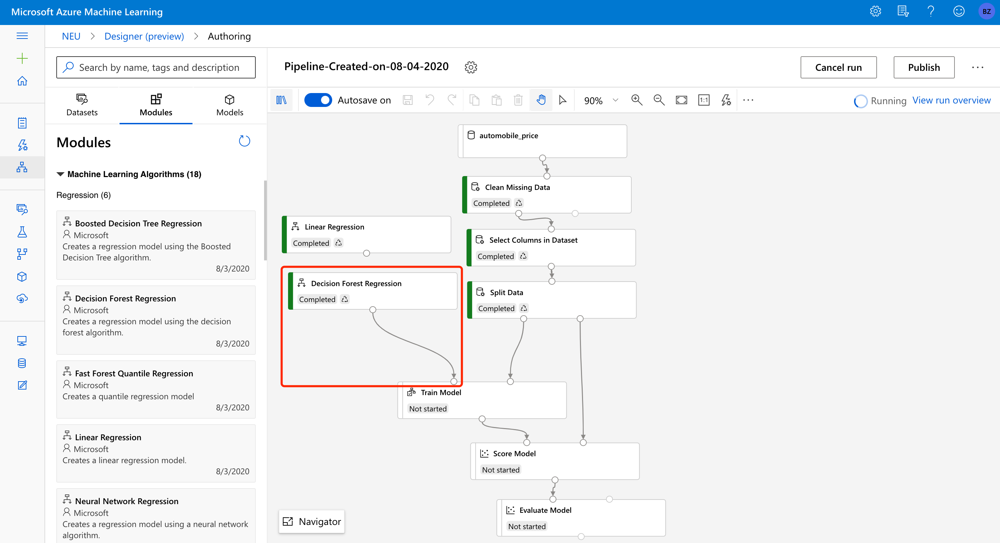 Microsoft Azure Machine Learning
BZ
NEU > Designer (preview) > Authoring
Search by name, tags and description
Datasets
Modules
Models
Modules
Machine Learning Algorithms (18)
Regression (6)
Boosted Decision Tree Regression
Microsoft
Creates a regression model using the Boosted
Decision Tree algorithm.
8/3/2020
Decision Forest Regression
Microsoft
Creates a regression model using the decision
forest algorithm.
8/3/2020
Fast Forest Quantile Regression
Microsoft
Creates a quantile regression model
8/3/2020
Linear Regression
Microsoft
Creates a linear regression model.
8/3/2020
Neural Network Regression
Microsoft
Creates a regression model using a neural network
algorithm.
Pipeline-Created-on-08-04-2020
Cancel run
Publish
...
Autosave on
90%
1:1
...
Running
View run overview
automobile_price
Clean Missing Data
Completed
Linear Regression
Completed
Select Columns in Dataset
Completed
Decision Forest Regression
Completed
Split Data
Completed
Train Model
Not started
Score Model
Not started
Evaluate Model
Not started
Navigator